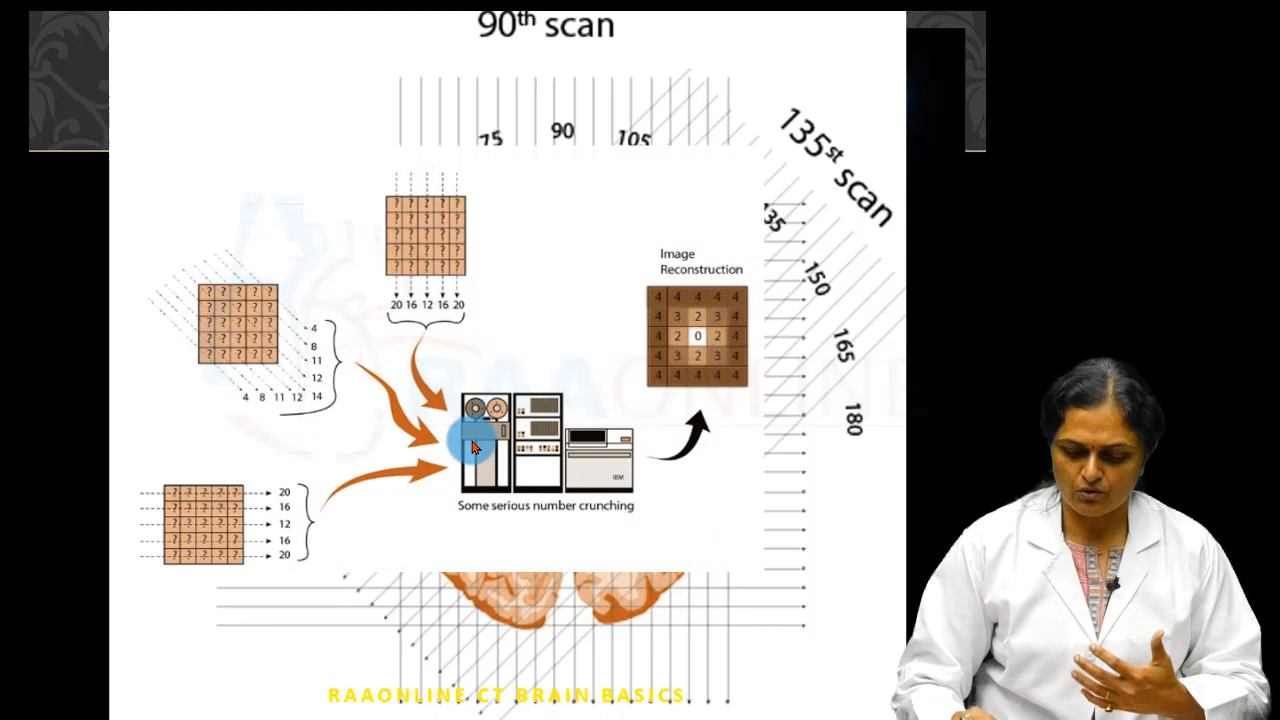 90th scan
75 90 105
135st scan
135
150
165
180
? ? ? ? ?
? ? ? ? ?
? ? ? ? ?
? ? ? ? ?
? ? ? ? ?
20 16 12 16 20
? ? ? ? ?
? ? ? ? ?
? ? ? ? ?
? ? ? ? ?
? ? ? ? ?
4
8
11
12
4 8 11 12 14
? ? ? ? ? 20
? ? ? ? ? 16
? ? ? ? ? 12
? ? ? ? ? 16
? ? ? ? ? 20
Image
Reconstruction
4 4 4 4 4
4 3 2 3 4
4 2 0 2 4
4 3 2 3 4
4 4 4 4 4
IBM
Some serious number crunching
RAAONLINE
RAAONLINE CT BRAIN BASICS